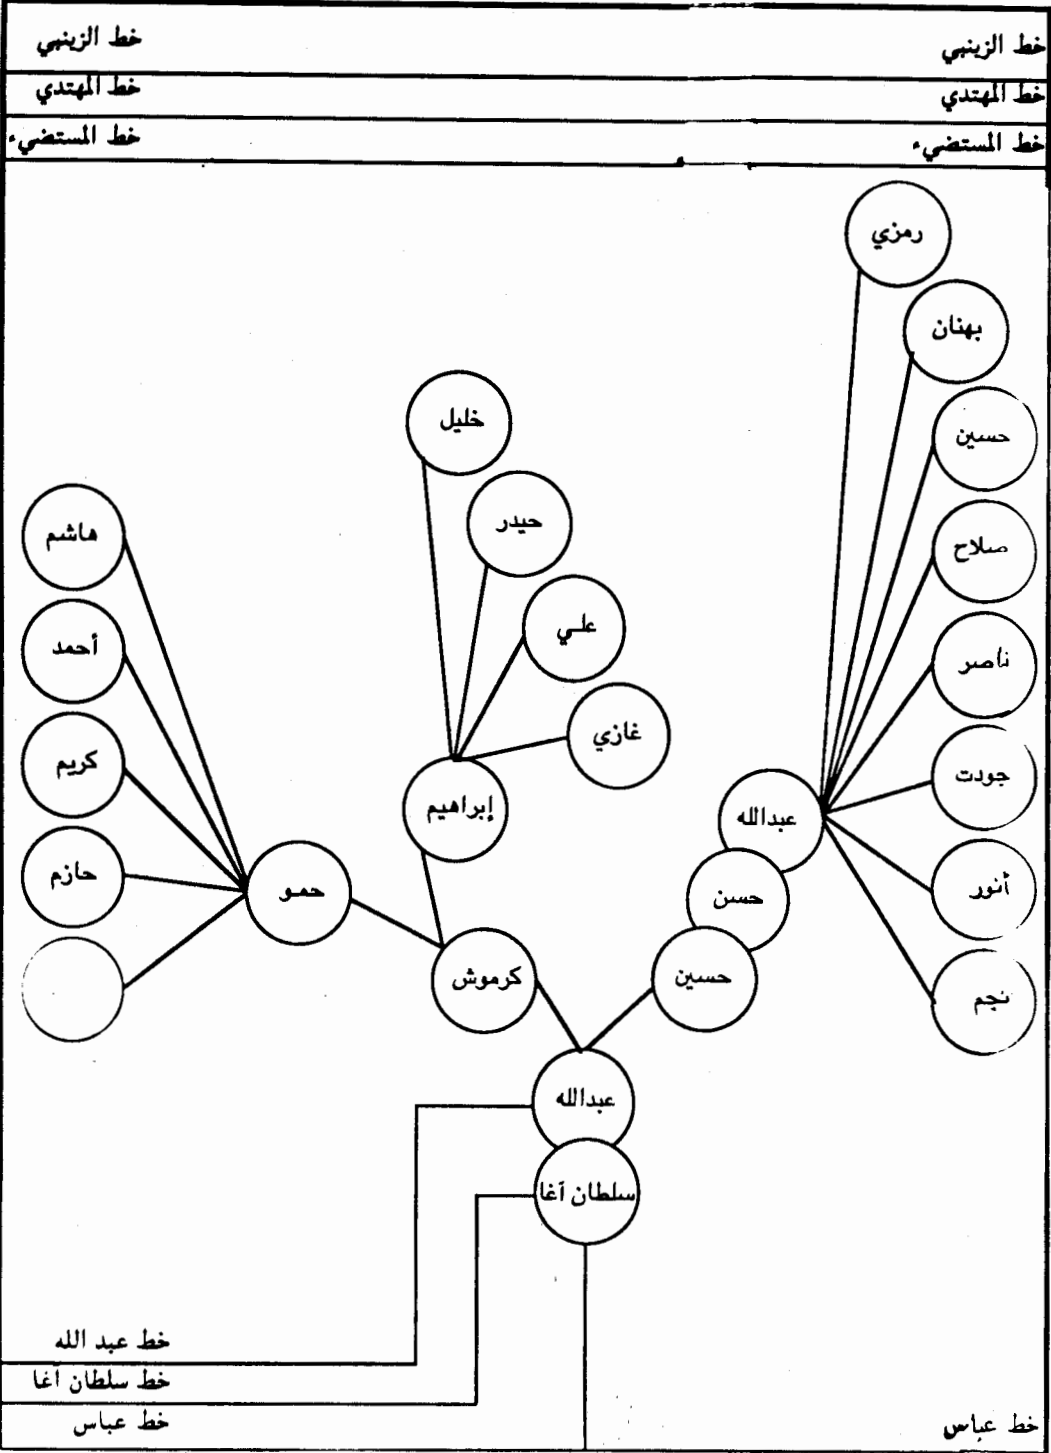 خط الزينبي
خط الزينبي
خط المهتدي
خط المهتدي
خط المستضيء
خط المستضيء
رمزي
بهنان
حسين
صلاح
ناصر
جودت
أنور
نجم
عبدالله
حسن
حسين
خليل
حيدر
علي
غازي
إبراهيم
كرموش
هاشم
أحمد
كريم
حازم
حمو
عبدالله
سلطان آغا
خط عبد الله
خط سلطان آغا
خط عباس
خط عباس